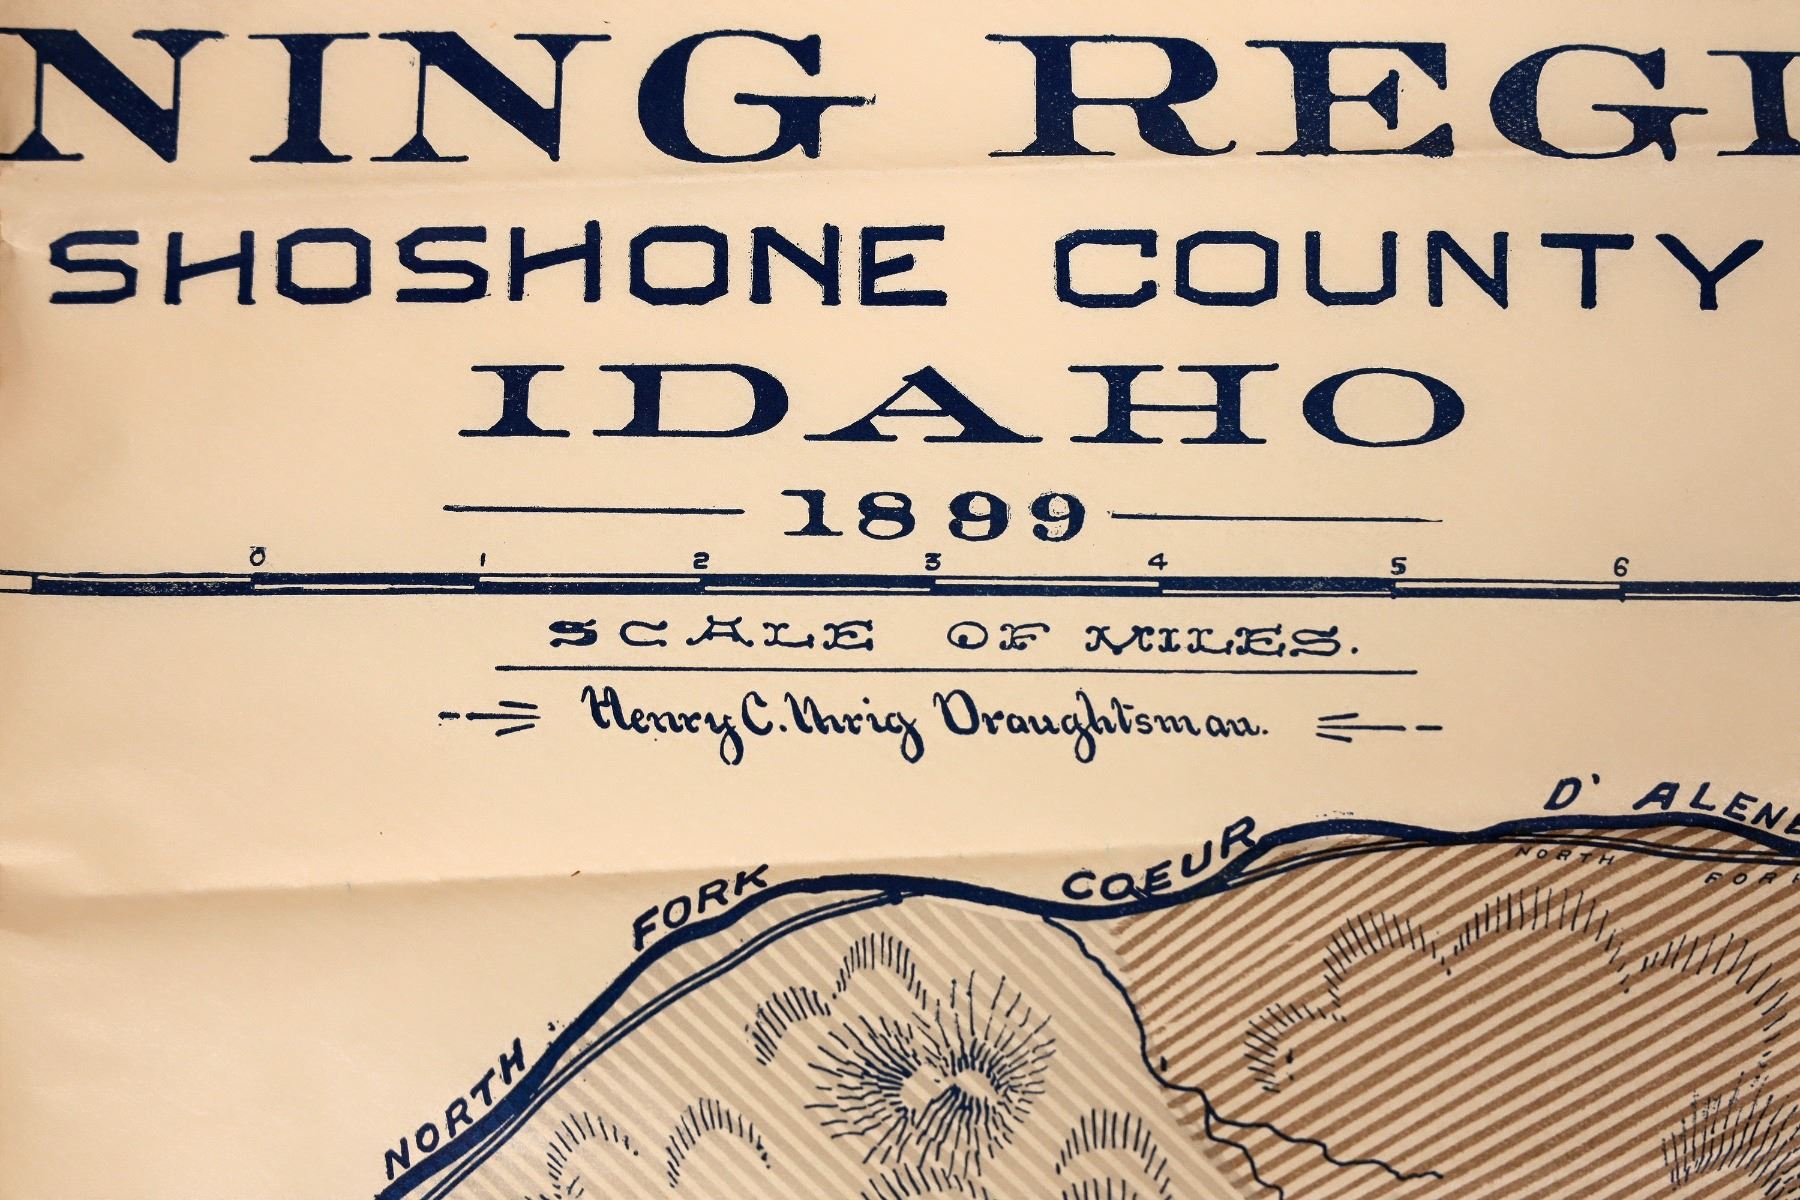 NING REGI
SHOSHONE COUNTY
IDAHO
1899
0 1 2 3 4 5 6
SCALE OF MILES.
Henry C. Uhrig Draughtsman.
NORTH FORK COEUR D' ALENE
NORTH FORK